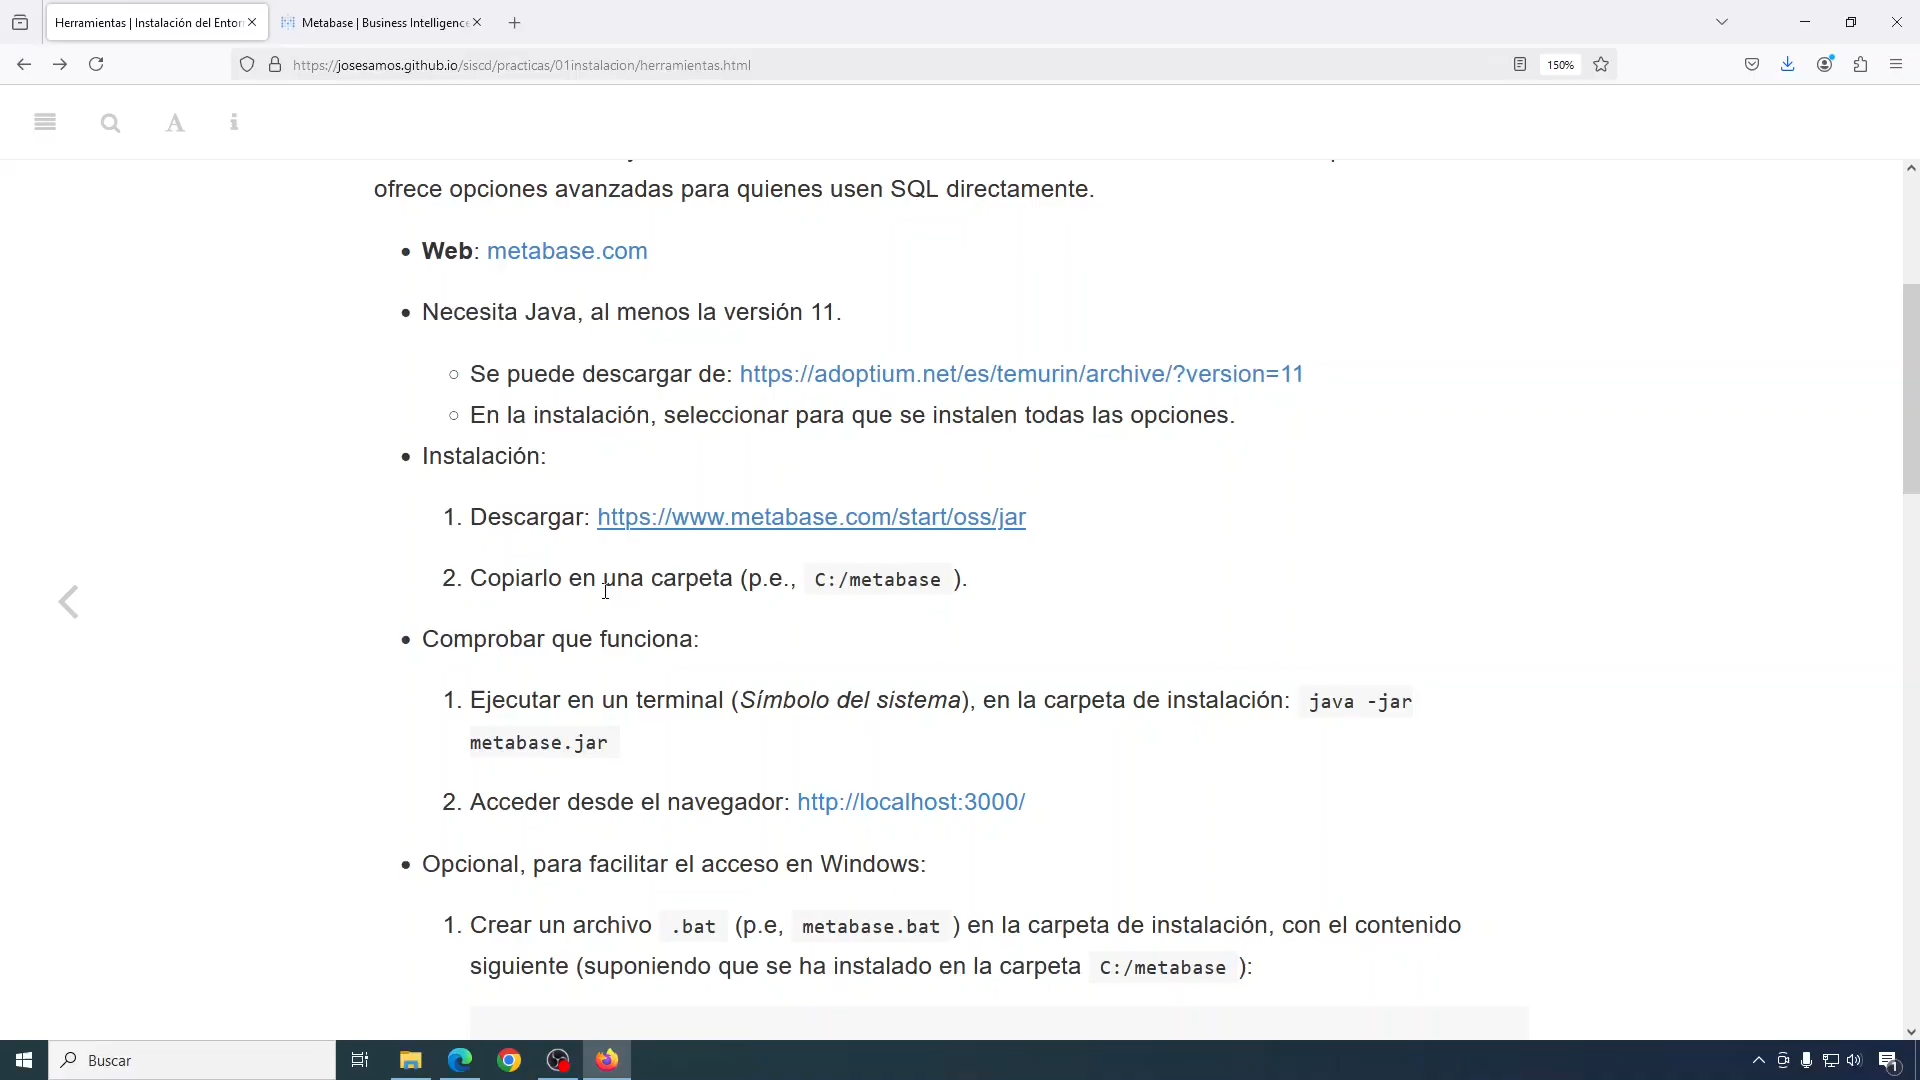 Herramientas | Instalación del Entor
Metabase | Business Intelligence
https://josesamos.github.io/siscd/practicas/01instalacion/herramientas.html
150%
ofrece opciones avanzadas para quienes usen SQL directamente.
• Web: metabase.com
• Necesita Java, al menos la versión 11.
◦ Se puede descargar de: https://adoptium.net/es/temurin/archive/?version=11
◦ En la instalación, seleccionar para que se instalen todas las opciones.
• Instalación:
1. Descargar: https://www.metabase.com/start/oss/jar
2. Copiarlo en una carpeta (p.e., C:/metabase ).
• Comprobar que funciona:
1. Ejecutar en un terminal (Símbolo del sistema), en la carpeta de instalación: java -jar
metabase.jar
2. Acceder desde el navegador: http://localhost:3000/
• Opcional, para facilitar el acceso en Windows:
1. Crear un archivo .bat (p.e, metabase.bat ) en la carpeta de instalación, con el contenido
siguiente (suponiendo que se ha instalado en la carpeta C:/metabase ):
Buscar
1